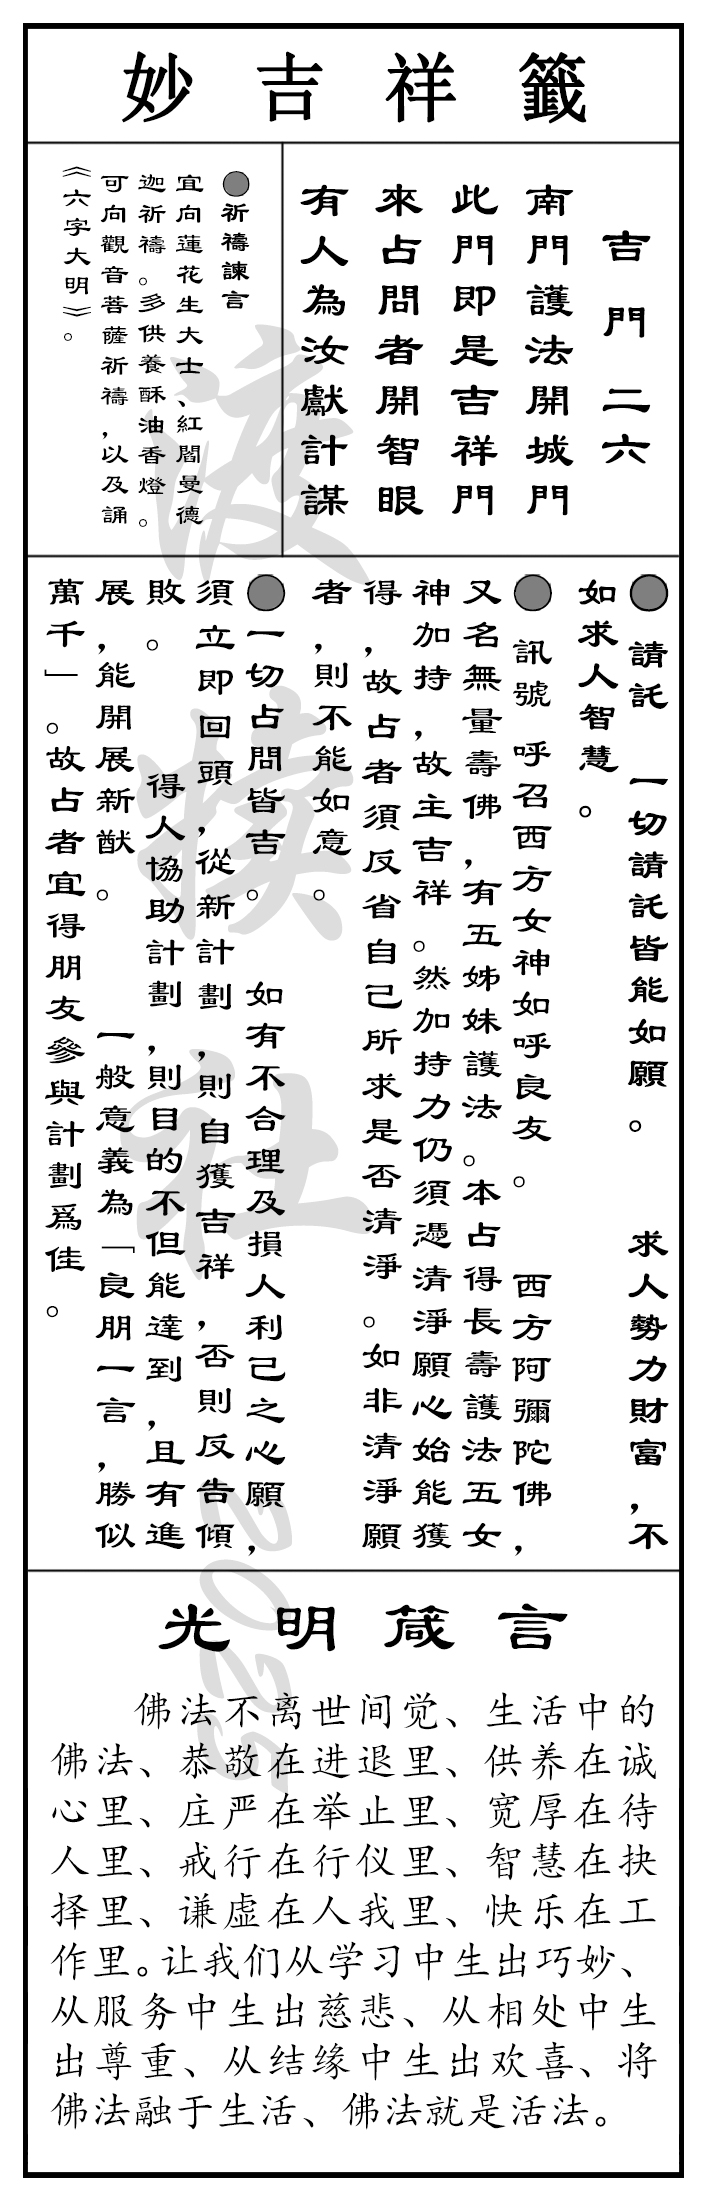 妙吉祥籤
吉門二六
南門護法開城門
此門即是吉祥門
來占問者開智眼
有人為汝獻計謀
●祈禱諫言
宜向蓮花生大士、紅閻曼德
迦祈禱。多供養酥油香燈。
可向觀音菩薩祈禱，以及誦
《六字大明》。
●請託 一切請託皆能如願。 求人勢力財富，不
如求人智慧。
●訊號 呼召西方女神如呼良友。 西方阿彌陀佛，
又名無量壽佛，有五姊妹護法。本占得長壽護法五女
神加持，故主吉祥。然加持力仍須憑清淨願心始能獲
得，故占者須反省自己所求是否清淨。如非清淨願
者，則不能如意。
●一切占問皆吉。 如有不合理及損人利己之心願，
須立即回頭，從新計劃，則自獲吉祥，否則反告傾
敗。 得人協助計劃，則目的不但能達到，且有進
展，能開展新猷。 一般意義為「良朋一言，勝似
萬千」。故占者宜得朋友參與計劃爲佳。
光明箴言
佛法不离世间觉、生活中的
佛法、恭敬在进退里、供养在诚
心里、庄严在举止里、宽厚在待
人里、戒行在行仪里、智慧在抉
择里、谦虚在人我里、快乐在工
作里。让我们从学习中生出巧妙、
从服务中生出慈悲、从相处中生
出尊重、从结缘中生出欢喜、将
佛法融于生活、佛法就是活法。
渡犊社2025